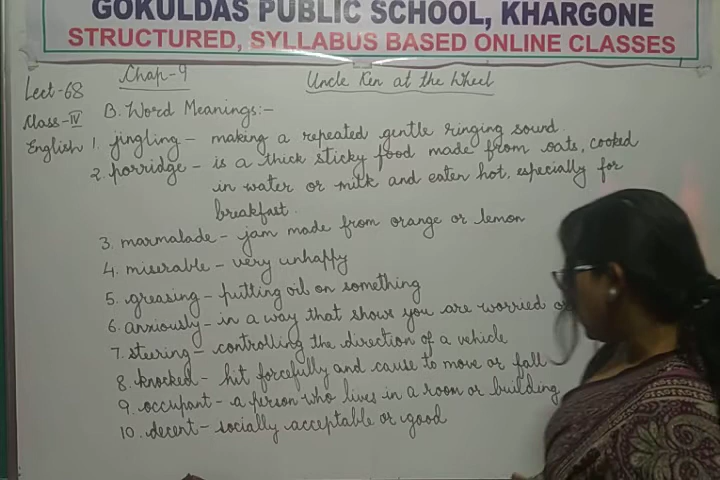 GOKULDAS PUBLIC SCHOOL, KHARGONE
STRUCTURED, SYLLABUS BASED ONLINE CLASSES
Lect-68
Chap-9
Uncle Ken at the Wheel
Class-IV
English
B. Word Meanings:-
1. jingling - making a repeated gentle ringing sound.
2. porridge - is a thick sticky food made from oats, cooked
in water or milk and eaten hot, especially for
breakfast.
3. marmalade - jam made from orange or lemon
4. miserable - very unhappy
5. greasing - putting oil on something
6. anxiously - in a way that shows you are worried
7. steering - controlling the direction of a vehicle
8. knocked - hit forcefully and cause to move or fall
9. occupant - a person who lives in a room or building
10. decent - socially acceptable or good